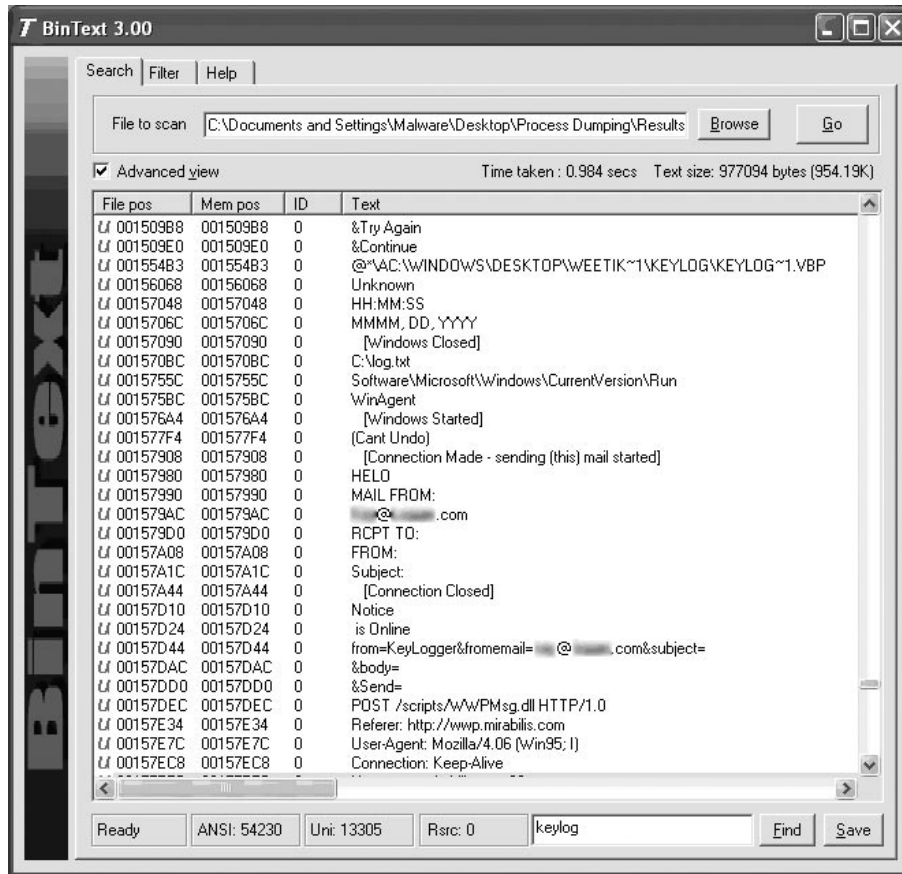 BinText 3.00
Search Filter Help
File to scan C:\Documents and Settings\Malware\Desktop\Process Dumping\Results Browse Go
Advanced view Time taken : 0.984 secs Text size: 977094 bytes (954.19K)
File pos Mem pos ID Text
U 001509B8 001509B8 0 &Try Again
U 001509E0 001509E0 0 &Continue
U 001554B3 001554B3 0 @*\AC:\WINDOWS\DESKTOP\WEETIK~1\KEYLOG\KEYLOG~1.VBP
U 00156068 00156068 0 Unknown
U 00157048 00157048 0 HH:MM:SS
U 0015706C 0015706C 0 MMMM, DD, YYYY
U 00157090 00157090 0 [Windows Closed]
U 001570BC 001570BC 0 C:\log.txt
U 0015755C 0015755C 0 Software\Microsoft\Windows\CurrentVersion\Run
U 001575BC 001575BC 0 WinAgent
U 001576A4 001576A4 0 [Windows Started]
U 001577F4 001577F4 0 (Cant Undo)
U 00157908 00157908 0 [Connection Made - sending (this) mail started]
U 00157980 00157980 0 HELO
U 00157990 00157990 0 MAIL FROM:
U 001579AC 001579AC 0 @ .com
U 001579D0 001579D0 0 RCPT TO:
U 00157A08 00157A08 0 FROM:
U 00157A1C 00157A1C 0 Subject:
U 00157A44 00157A44 0 [Connection Closed]
U 00157D10 00157D10 0 Notice
U 00157D24 00157D24 0 is Online
U 00157D44 00157D44 0 from=KeyLogger&fromemail= @ .com&subject=
U 00157DAC 00157DAC 0 &body=
U 00157DD0 00157DD0 0 &Send=
U 00157DEC 00157DEC 0 POST /scripts/WWPMsg.dll HTTP/1.0
U 00157E34 00157E34 0 Referer: http://wwp.mirabilis.com
U 00157E7C 00157E7C 0 User-Agent: Mozilla/4.06 (Win95; I)
U 00157EC8 00157EC8 0 Connection: Keep-Alive
Ready ANSI: 54230 Uni: 13305 Rsrc: 0 keylog Find Save
BinText